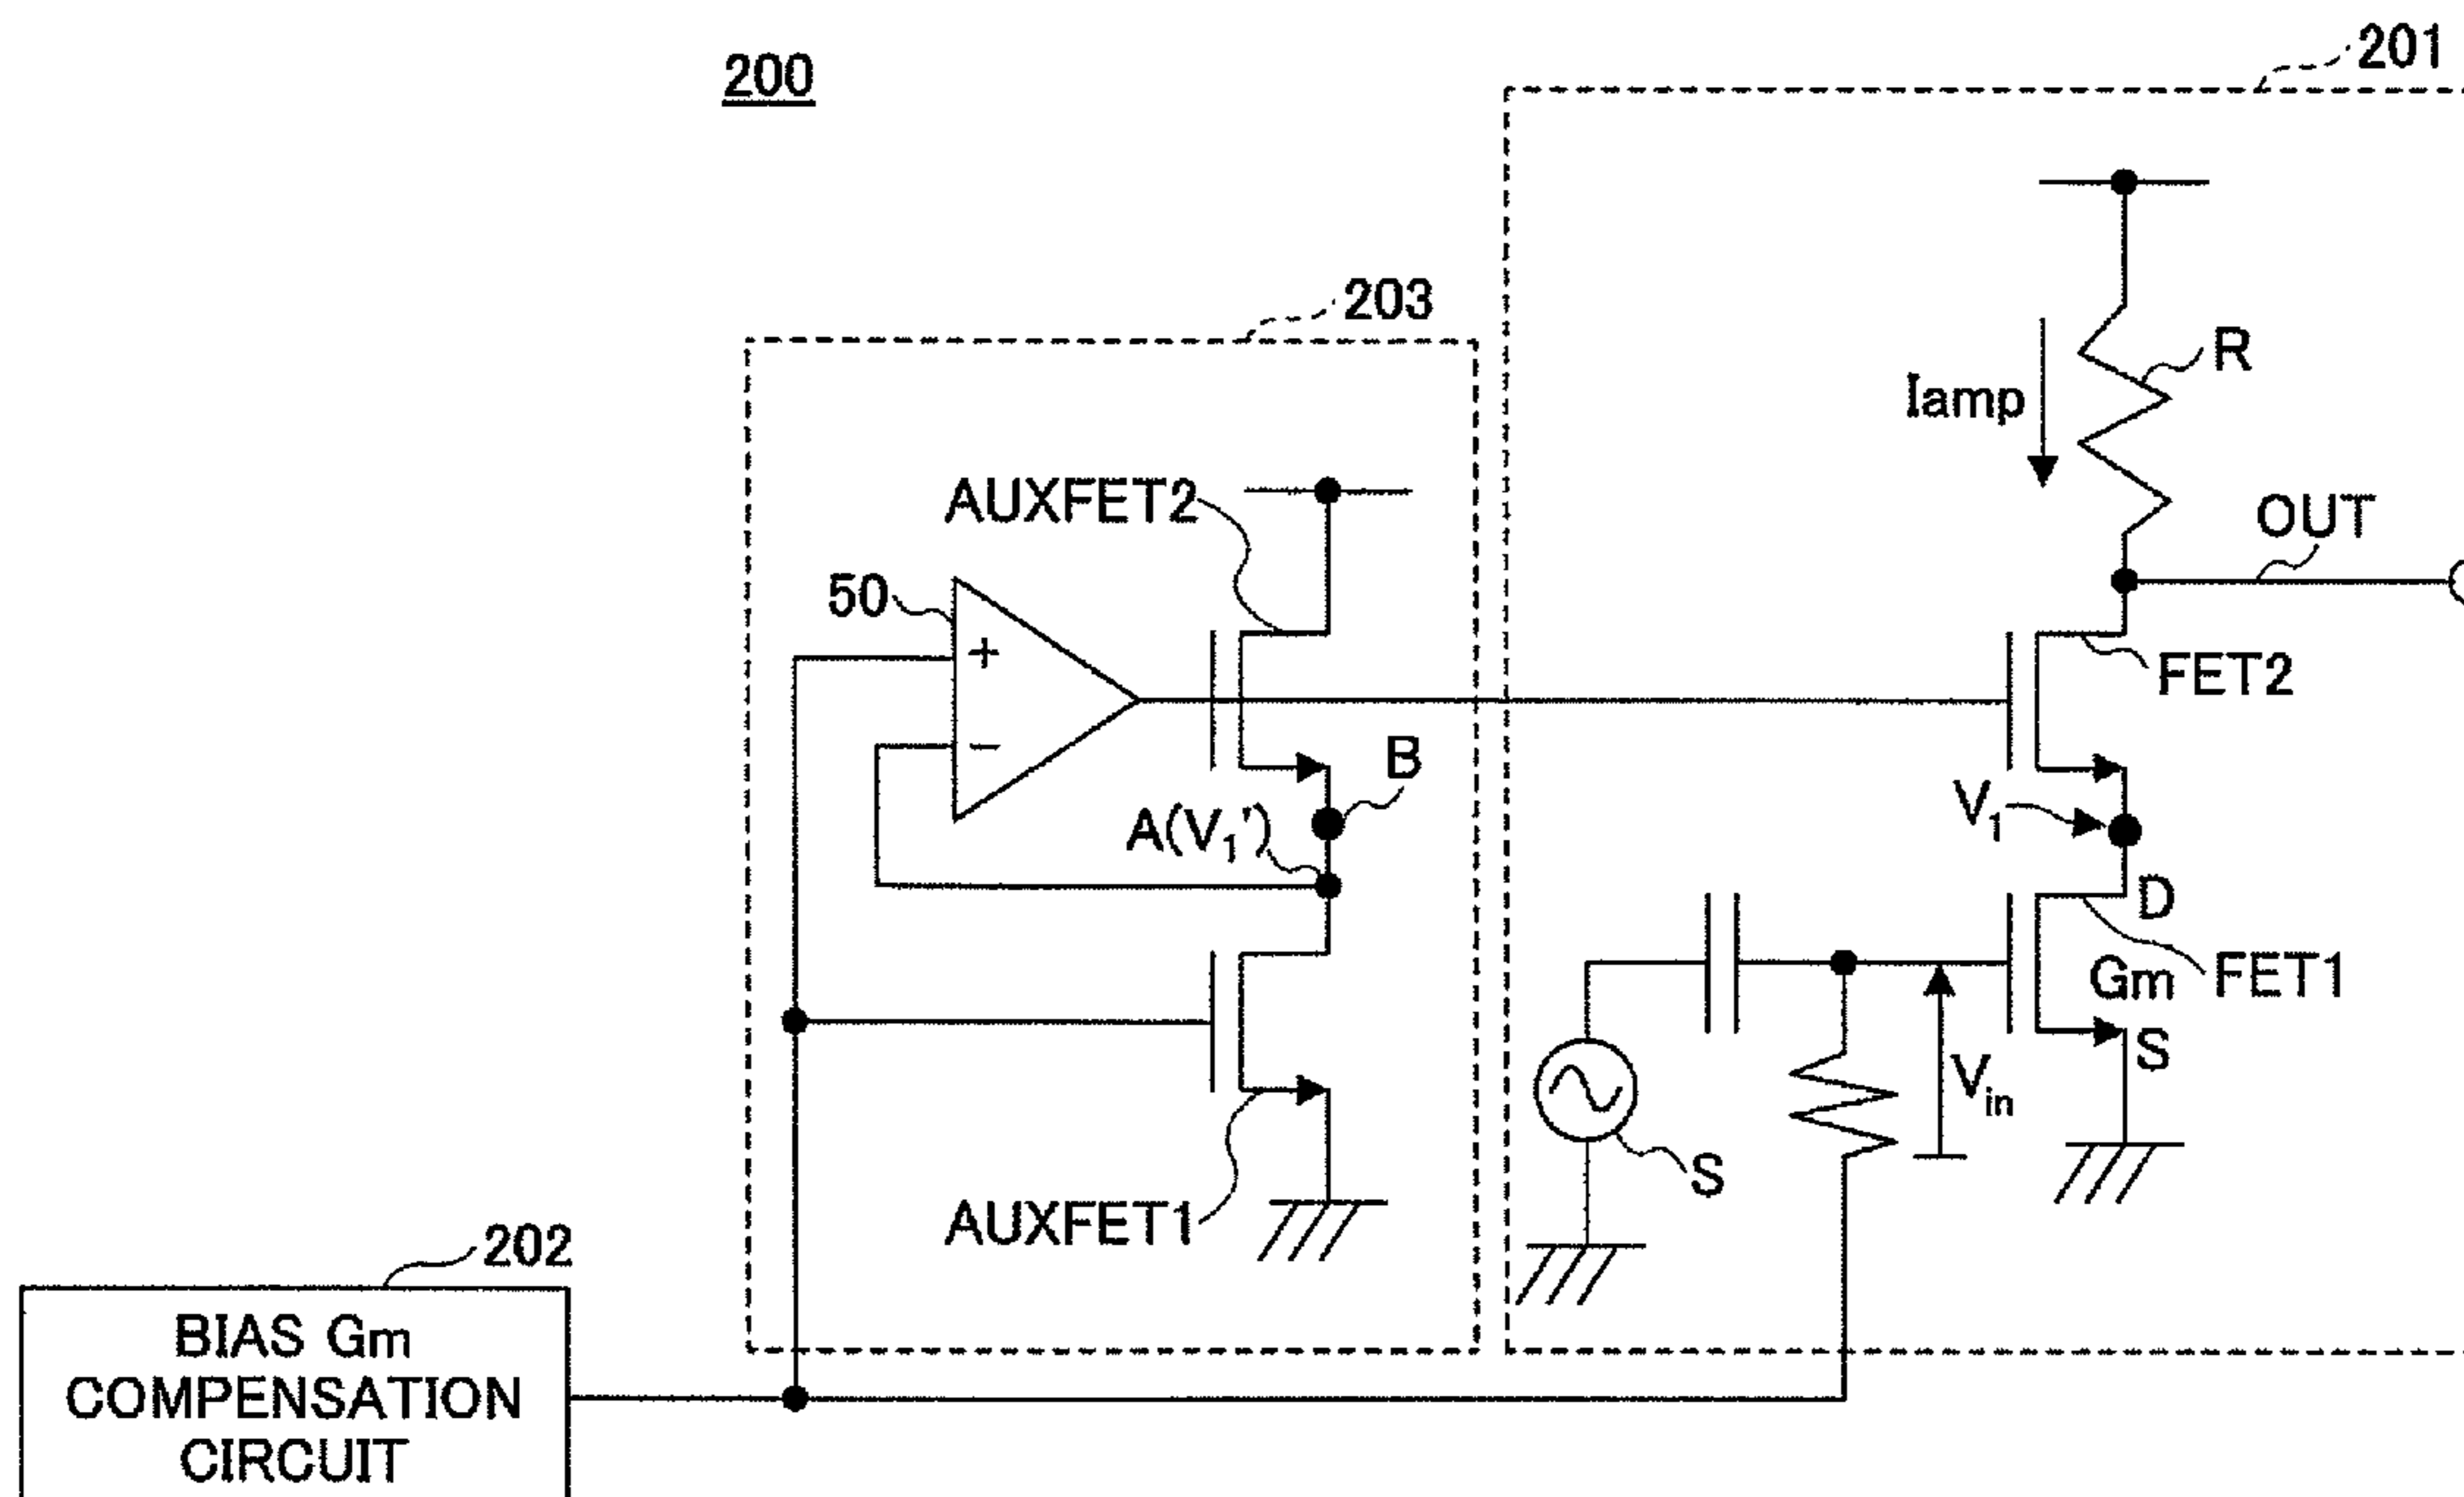 200
201
203
R
Iamp
AUXFET2
OUT
50
+
FET2
−
B
V1
A(V1')
D
Gm
FET1
S
Vin
S
AUXFET1
202
BIAS Gm
COMPENSATION
CIRCUIT